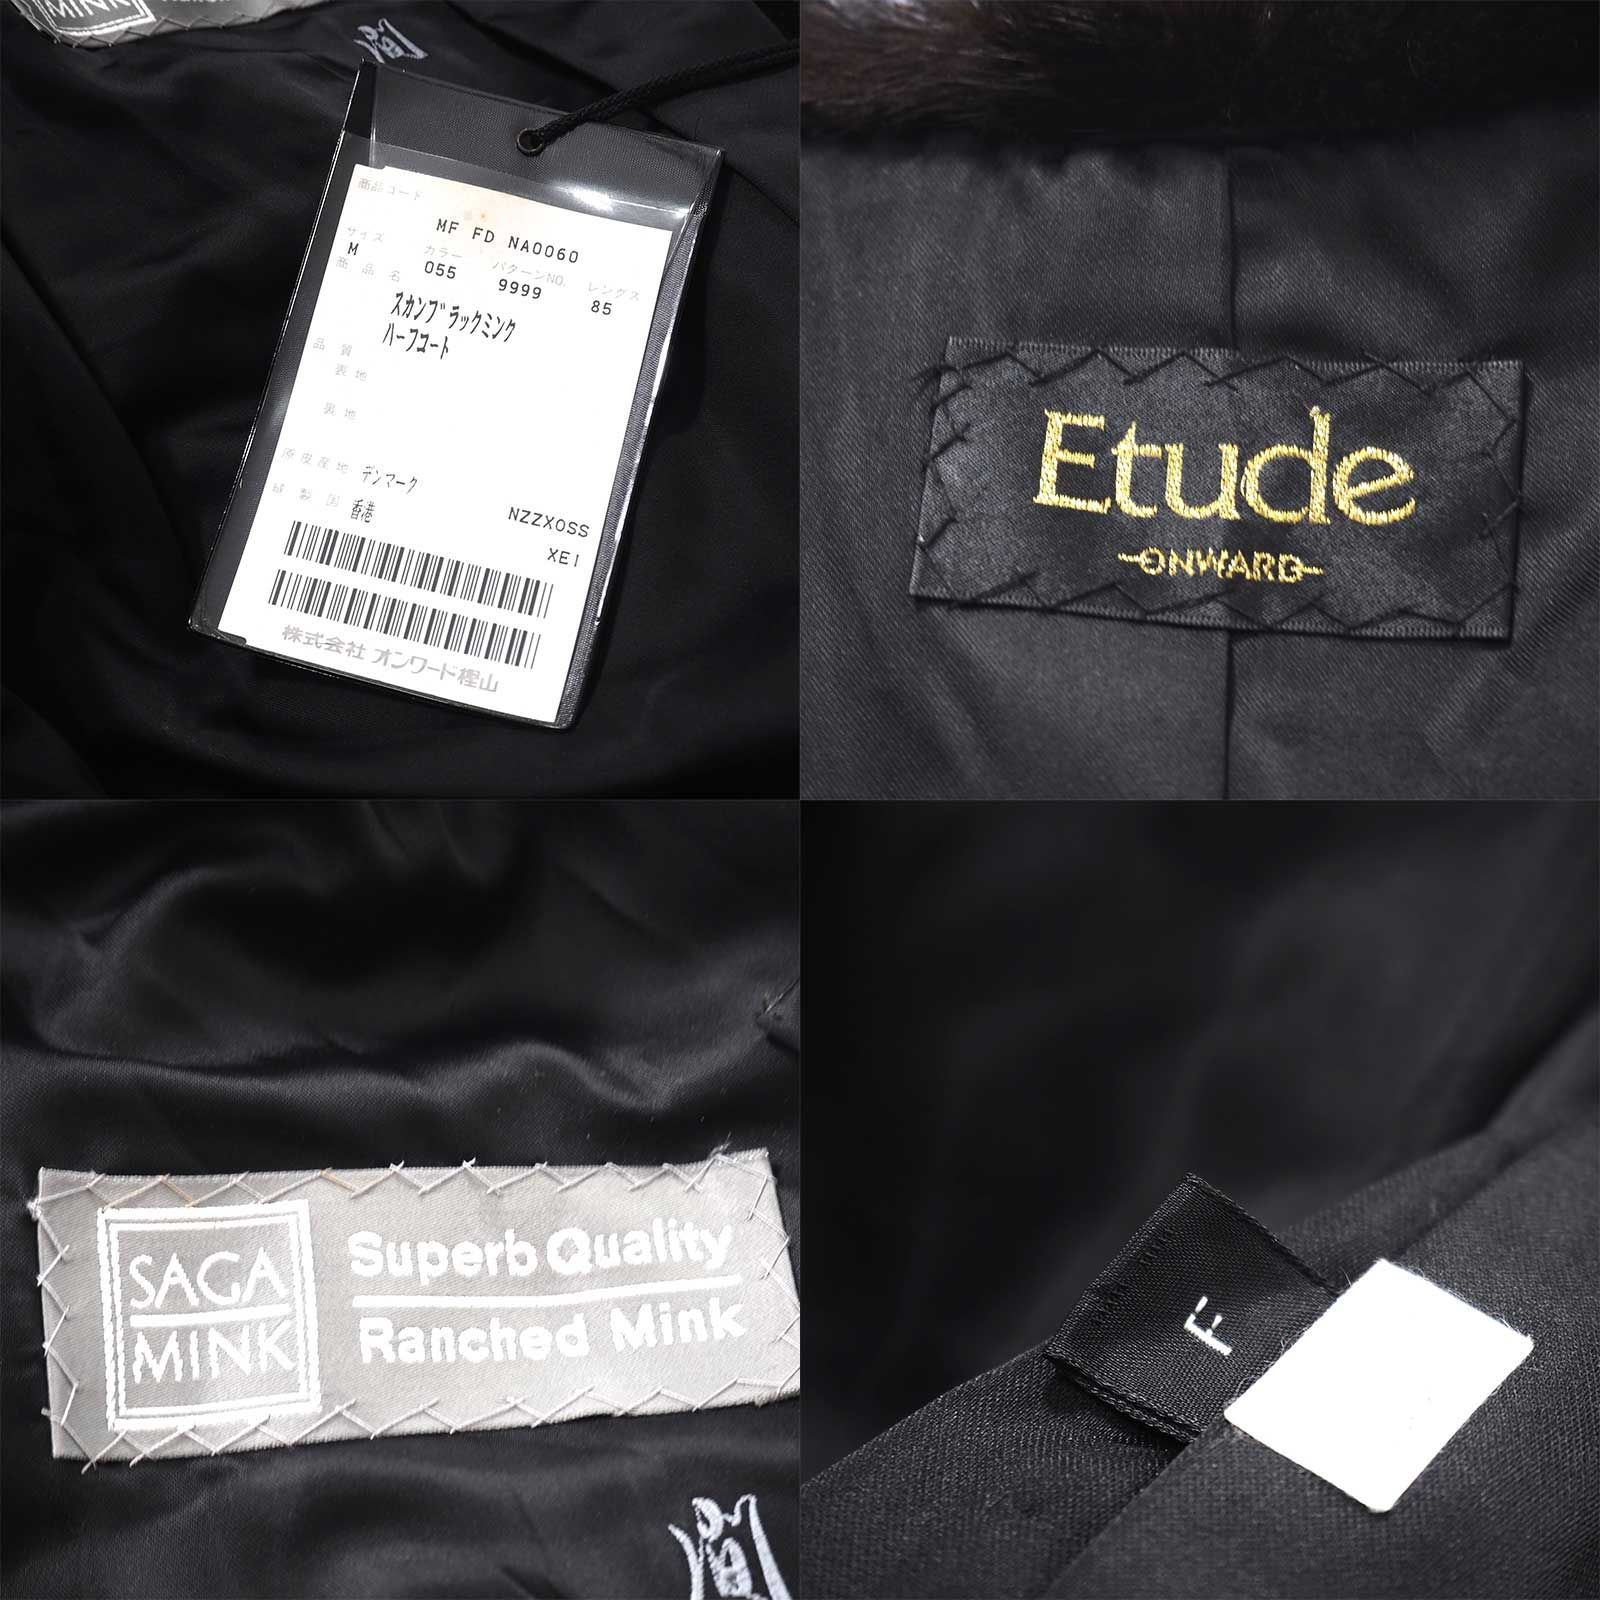 MINK
商品コード
MF FD NA0060
サイズ カラー パターンNO. レングス
M 055 9999 85
商品名
スカンブラックミンク
ハーフコート
品質
表地
裏地
原皮産地 デンマーク
縫製国 香港
NZZX0SS
XE1
株式会社 オンワード樫山
Etude
ONWARD
SAGA
MINK
Superb Quality
Ranched Mink
F